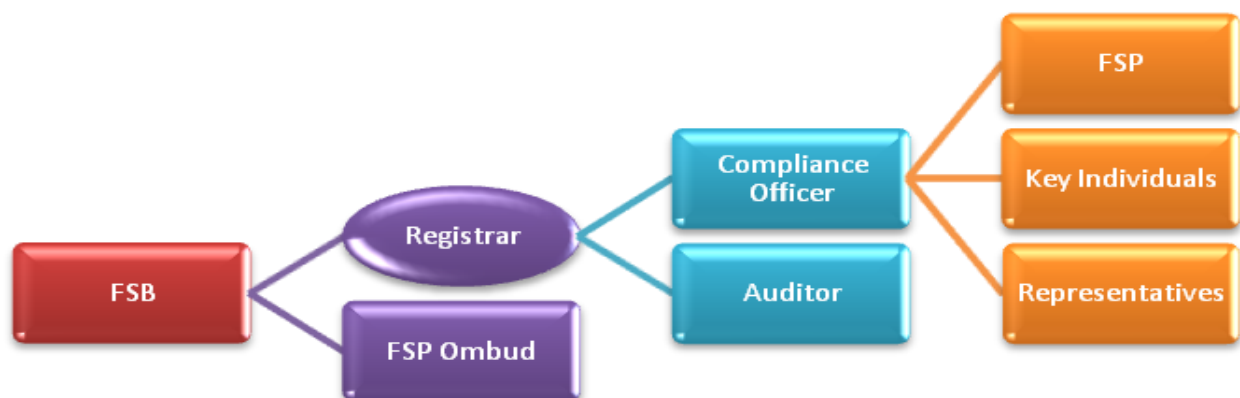 FSB
Registrar
FSP Ombud
Compliance
Officer
Auditor
FSP
Key Individuals
Representatives